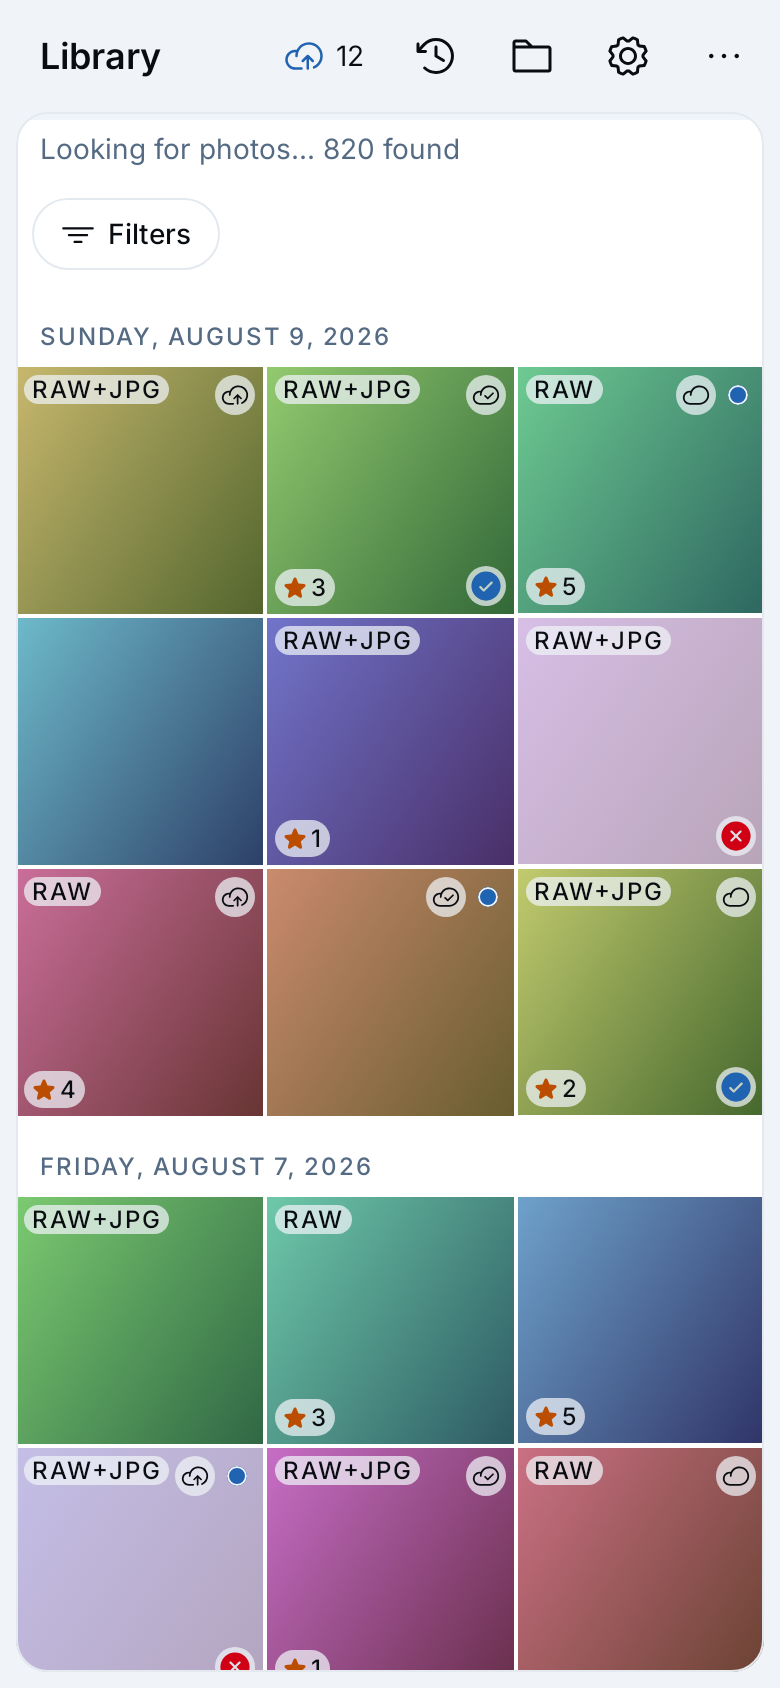 Library 12
Looking for photos... 820 found
Filters
SUNDAY, AUGUST 9, 2026
RAW+JPG RAW+JPG RAW
3 5
RAW+JPG RAW+JPG
1
RAW RAW+JPG
4 2
FRIDAY, AUGUST 7, 2026
RAW+JPG RAW
3 5
RAW+JPG RAW+JPG RAW
1